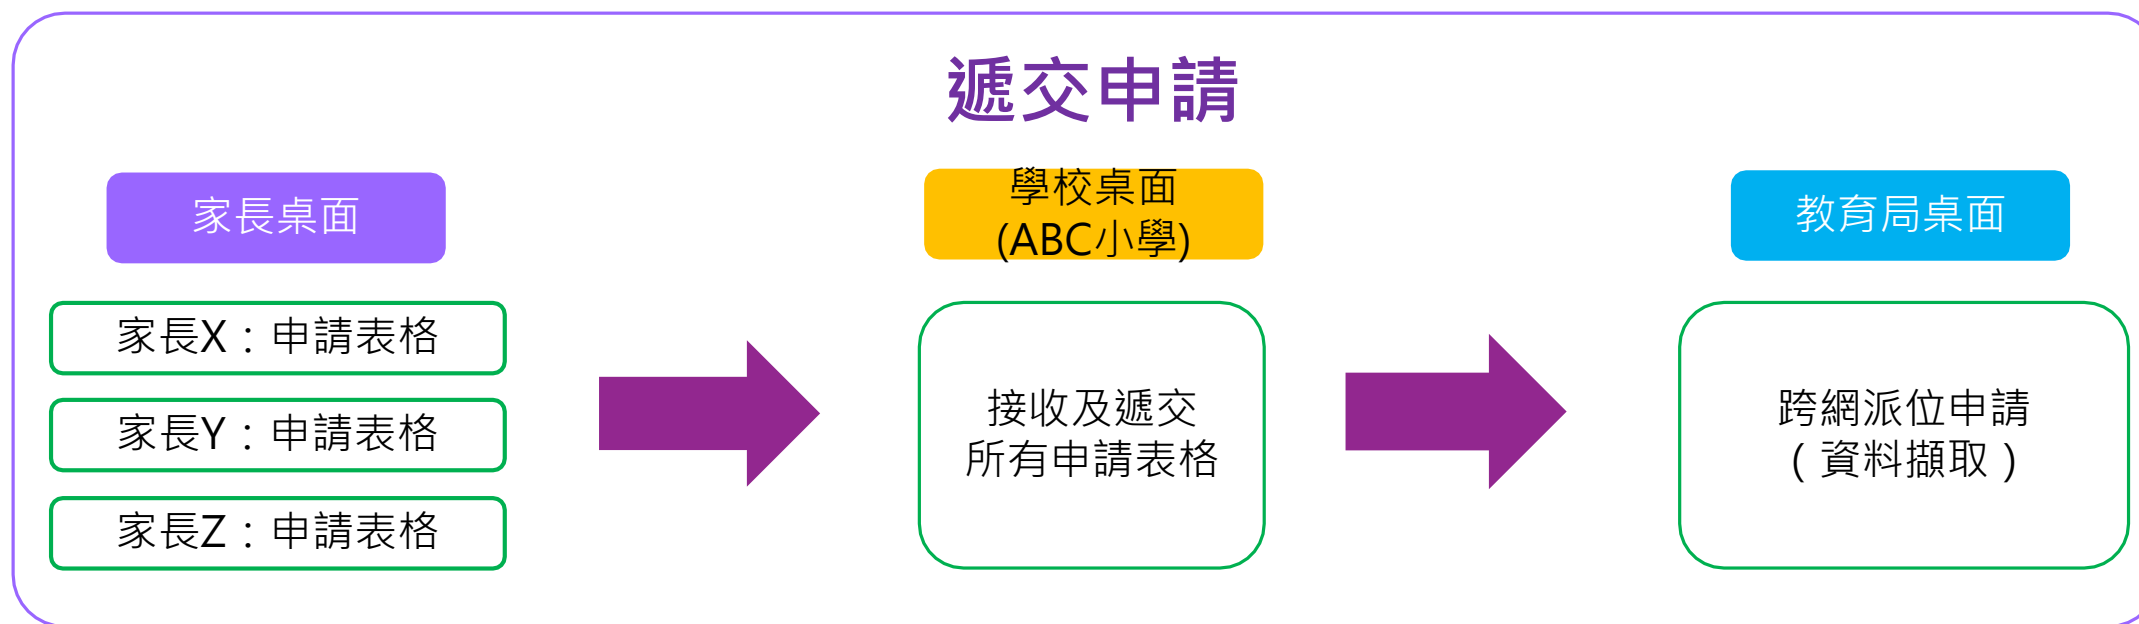 遞交申請
家長桌面
學校桌面
(ABC小學)
教育局桌面
家長X：申請表格
家長Y：申請表格
家長Z：申請表格
接收及遞交
所有申請表格
跨網派位申請
（資料擷取）